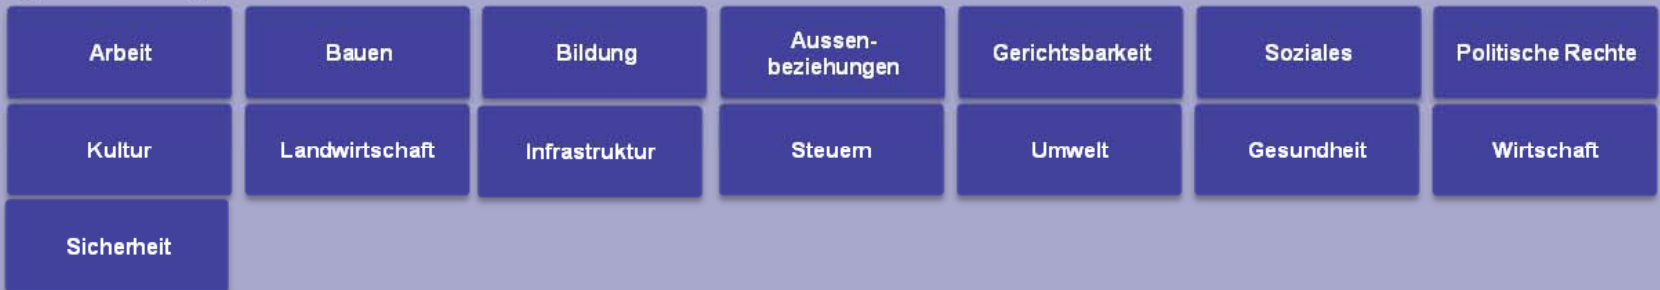 Arbeit
Bauen
Bildung
Aussen-
beziehungen
Gerichtsbarkeit
Soziales
Politische Rechte
Kultur
Landwirtschaft
Infrastruktur
Steuern
Umwelt
Gesundheit
Wirtschaft
Sicherheit